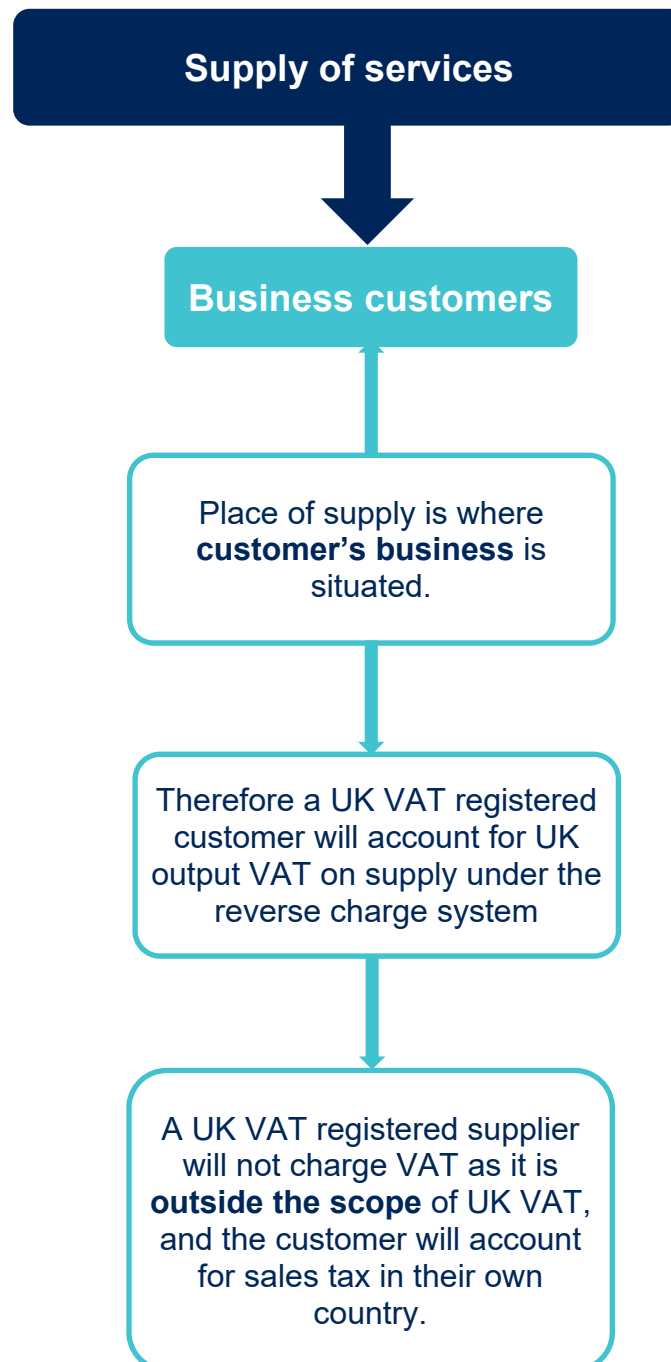 Supply of services
Business customers
Place of supply is where
customer’s business is
situated.
Therefore a UK VAT registered
customer will account for UK
output VAT on supply under the
reverse charge system
A UK VAT registered supplier
will not charge VAT as it is
outside the scope of UK VAT,
and the customer will account
for sales tax in their own
country.